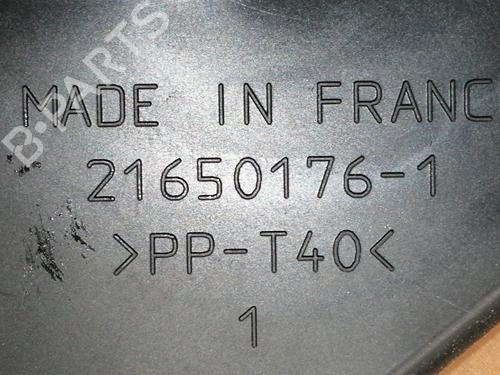 MADE IN FRANC
21650176-1
>PP-T40<
1
B-PARTS